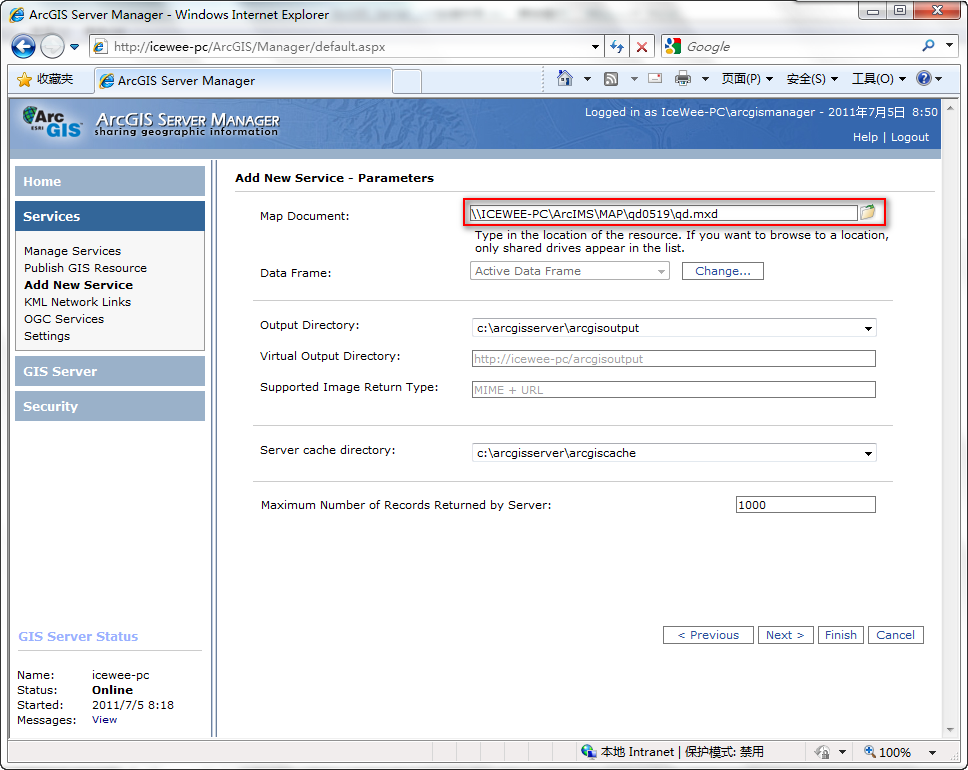 ArcGIS Server Manager - Windows Internet Explorer
http://icewee-pc/ArcGIS/Manager/default.aspx
Google
收藏夹
ArcGIS Server Manager
页面(P)
安全(S)
工具(O)
Arc
ESRI GIS
ArcGIS Server Manager
sharing geographic information
Logged in as IceWee-PC\arcgismanager - 2011年7月5日 8:50
Help | Logout
Home
Services
Manage Services
Publish GIS Resource
Add New Service
KML Network Links
OGC Services
Settings
GIS Server
Security
GIS Server Status
Name: icewee-pc
Status: Online
Started: 2011/7/5 8:18
Messages: View
Add New Service - Parameters
Map Document: \\ICEWEE-PC\ArcIMS\MAP\qd0519\qd.mxd
Type in the location of the resource. If you want to browse to a location,
only shared drives appear in the list.
Data Frame: Active Data Frame Change...
Output Directory: c:\arcgisserver\arcgisoutput
Virtual Output Directory: http://icewee-pc/arcgisoutput
Supported Image Return Type: MIME + URL
Server cache directory: c:\arcgisserver\arcgiscache
Maximum Number of Records Returned by Server: 1000
< Previous Next > Finish Cancel
本地 Intranet | 保护模式: 禁用
100%